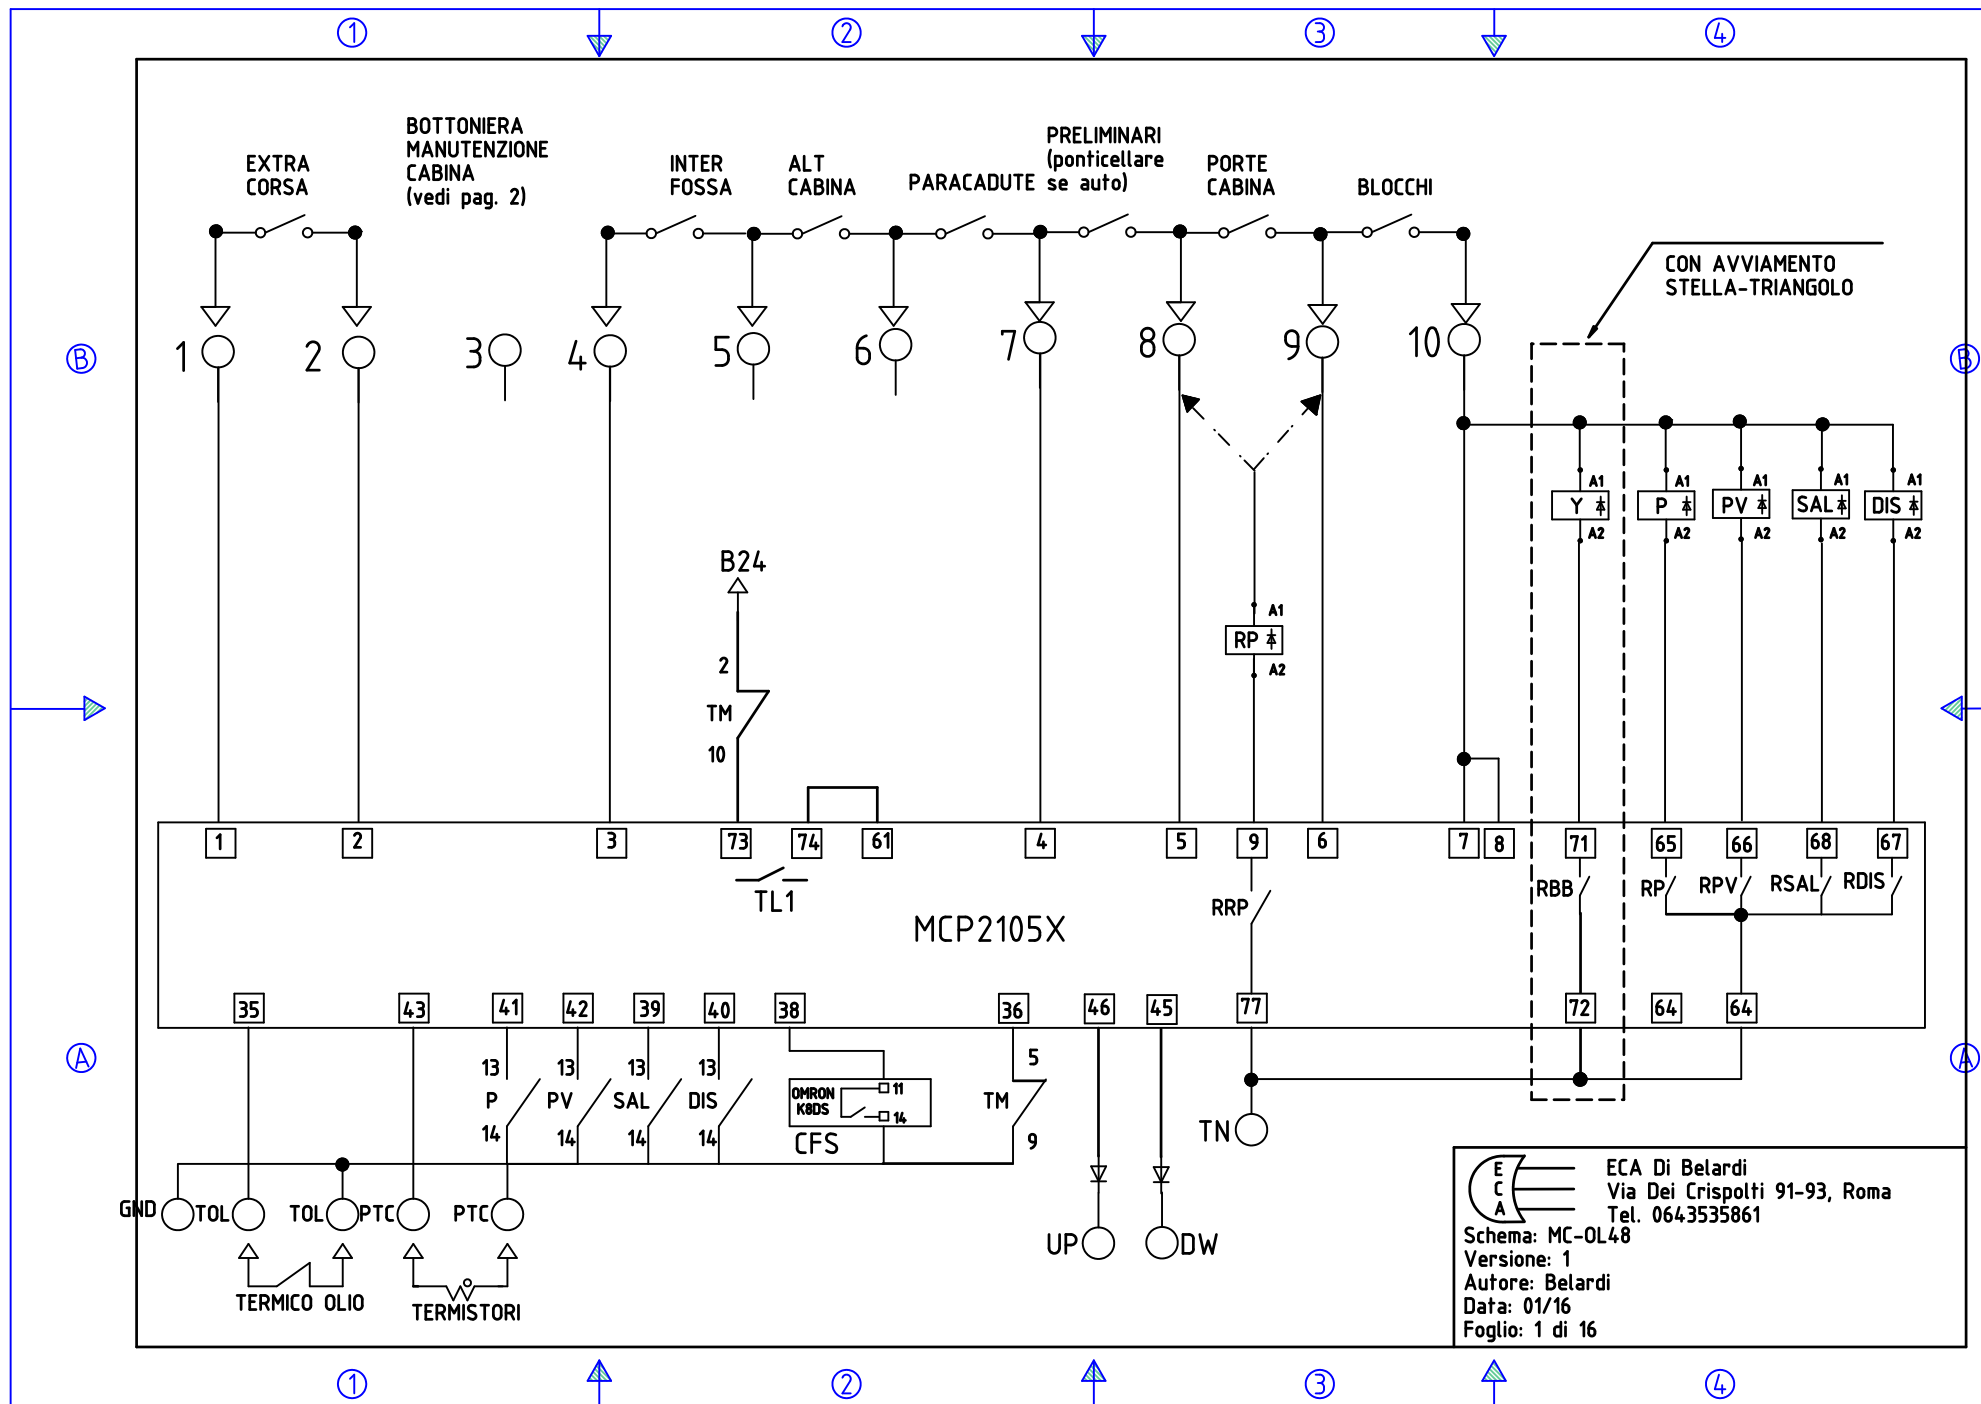 1
2
3
4
EXTRA
CORSA
BOTTONIERA
MANUTENZIONE
CABINA
(vedi pag. 2)
INTER
FOSSA
ALT
CABINA
PARACADUTE
PRELIMINARI
(ponticellare
se auto)
PORTE
CABINA
BLOCCHI
CON AVVIAMENTO
STELLA-TRIANGOLO
B
B
1
2
3
4
5
6
7
8
9
10
A1
Y
A2
A1
P
A2
A1
PV
A2
A1
SAL
A2
A1
DIS
A2
B24
2
TM
10
A1
RP
A2
1
2
3
73
74
61
4
5
9
6
7
8
71
65
66
68
67
TL1
RRP
RBB
RP
RPV
RSAL
RDIS
MCP2105X
35
43
41
42
39
40
38
36
46
45
77
72
64
64
A
A
13
P
14
13
PV
14
13
SAL
14
13
DIS
14
OMRON
K8DS
11
14
CFS
5
TM
9
TN
GND
TOL
TOL
PTC
PTC
UP
DW
TERMICO OLIO
TERMISTORI
E
C
A
ECA Di Belardi
Via Dei Crispolti 91-93, Roma
Tel. 0643535861
Schema: MC-OL48
Versione: 1
Autore: Belardi
Data: 01/16
Foglio: 1 di 16
1
2
3
4